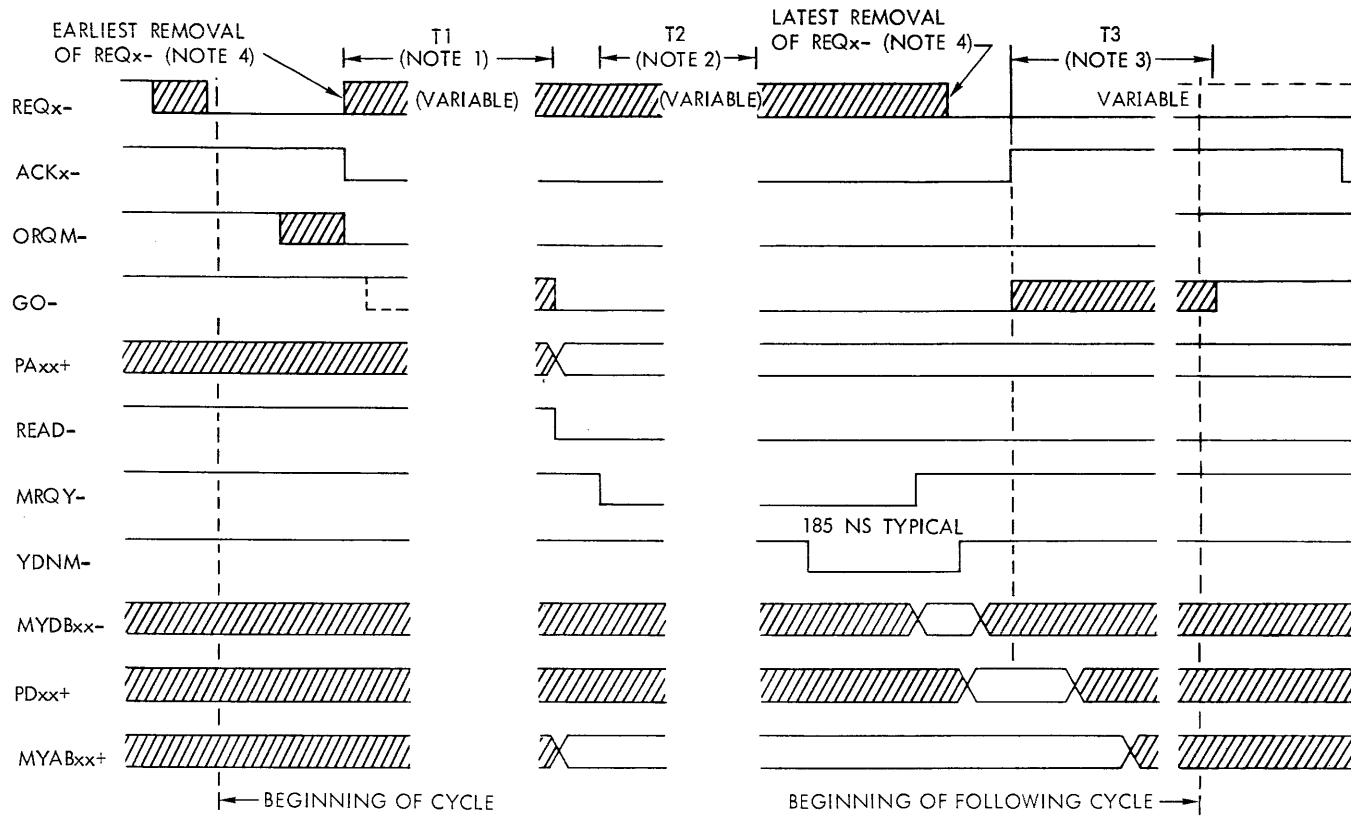 EARLIEST REMOVAL
OF REQx- (NOTE 4)
T1
(NOTE 1)
T2
(NOTE 2)
LATEST REMOVAL
OF REQx- (NOTE 4)
T3
(NOTE 3)
REQx-
(VARIABLE)
(VARIABLE)
VARIABLE
ACKx-
ORQM-
GO-
PAxx+
READ-
MRQY-
185 NS TYPICAL
YDNM-
MYDBxx-
PDxx+
MYABxx+
BEGINNING OF CYCLE
BEGINNING OF FOLLOWING CYCLE